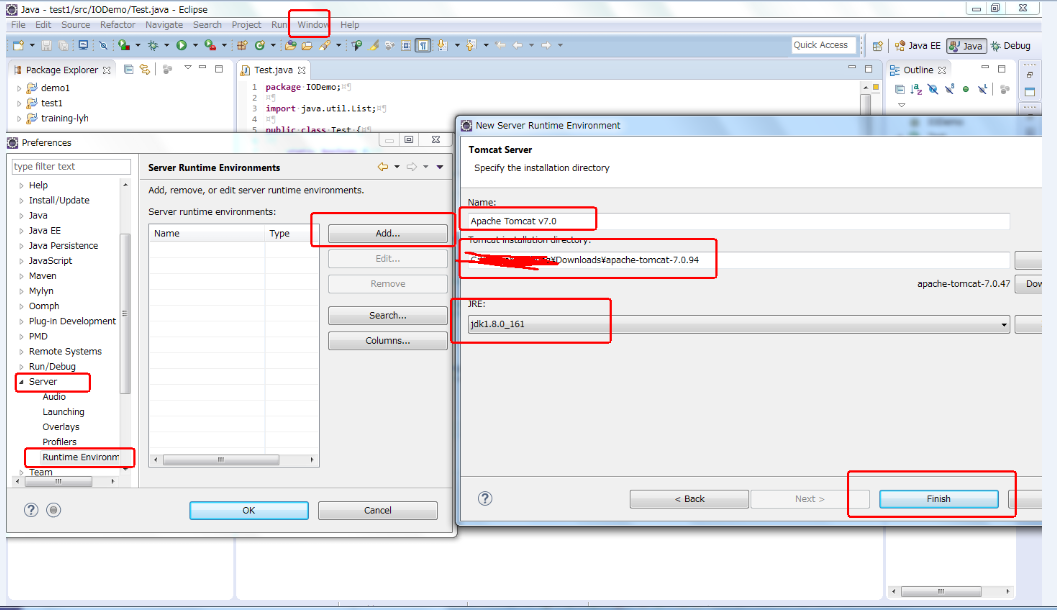 Java - test1/src/IODemo/Test.java - Eclipse
File Edit Source Refactor Navigate Search Project Run Window Help
Quick Access
Java EE
Java
Debug
Package Explorer
demo1
test1
training-lyh
Test.java
1 package IODemo;
2
3 import java.util.List;
4
5 public class Test {
Outline
Preferences
type filter text
Help
Install/Update
Java
Java EE
Java Persistence
JavaScript
Maven
Mylyn
Oomph
Plug-in Development
PMD
Remote Systems
Run/Debug
Server
Audio
Launching
Overlays
Profilers
Runtime Environm
Team
Server Runtime Environments
Add, remove, or edit server runtime environments.
Server runtime environments:
Name Type
Add...
Edit...
Remove
Search...
Columns...
OK
Cancel
New Server Runtime Environment
Tomcat Server
Specify the installation directory
Name:
Apache Tomcat v7.0
Tomcat installation directory:
a¥Downloads¥apache-tomcat-7.0.94
apache-tomcat-7.0.47
Dow
JRE:
jdk1.8.0_161
< Back
Next >
Finish